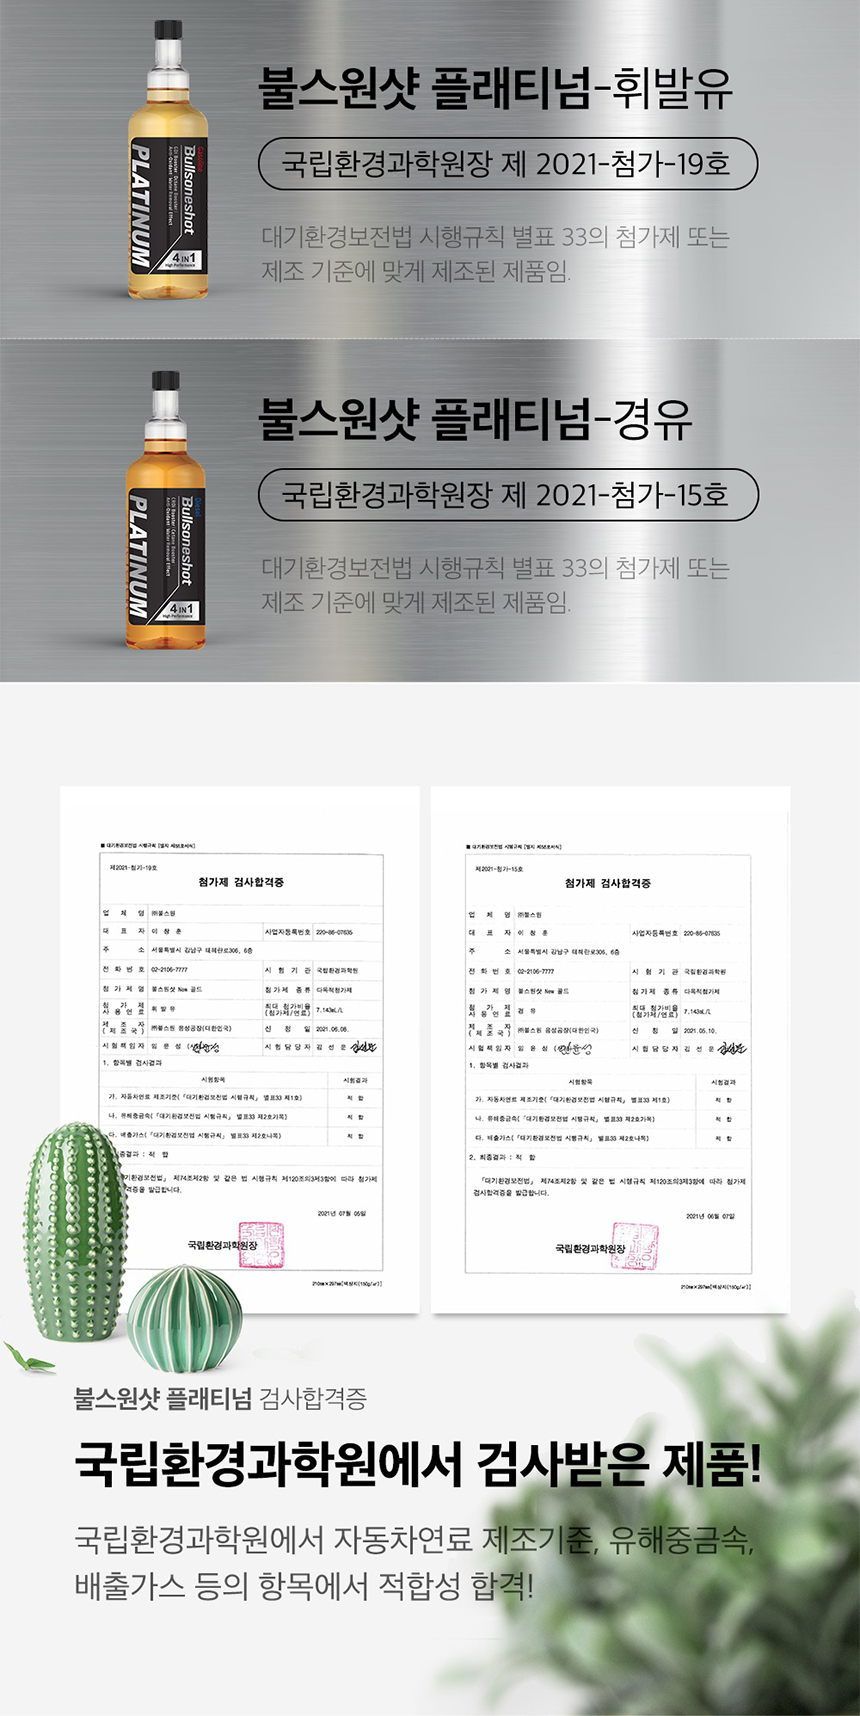 불스원샷 플래티넘-휘발유
국립환경과학원장 제 2021-첨가-19호
대기환경보전법 시행규칙 별표 33의 첨가제 또는
제조 기준에 맞게 제조된 제품임.
Gasoline
Bullsoneshot
PLATINUM
4 IN 1
High Performance
불스원샷 플래티넘-경유
국립환경과학원장 제 2021-첨가-15호
대기환경보전법 시행규칙 별표 33의 첨가제 또는
제조 기준에 맞게 제조된 제품임.
Diesel
Bullsoneshot
PLATINUM
4 IN 1
High Performance
■ 대기환경보전법 시행규칙 [별지 제55호서식]
제2021-첨가-19호
첨가제 검사합격증
업 체 명 ㈜불스원
대 표 자 이 창 훈 사업자등록번호 220-86-07635
주 소 서울특별시 강남구 테헤란로306, 6층
전 화 번 호 02-2106-7777 시 험 기 관 국립환경과학원
첨 가 제 명 불스원샷 New 골드 첨가제 종류 다목적첨가제
첨 가 제 사 용 연 료 휘 발 유 최대 첨가비율 (첨가제/연료) 7.143mL/L
제 조 자 (제 조 국) ㈜불스원 음성공장(대한민국) 신 청 일 2021.06.08.
시험책임자 임 윤 성 시험담당자 김 선 문
1. 항목별 검사결과
시험항목 시험결과
가. 자동차연료 제조기준(「대기환경보전법 시행규칙」 별표33 제1호) 적 합
나. 유해중금속(「대기환경보전법 시행규칙」 별표33 제2호가목) 적 합
다. 배출가스(「대기환경보전법 시행규칙」 별표33 제2호나목) 적 합
종결과 : 적 합
기환경보전법」 제74조제2항 및 같은 법 시행규칙 제120조의3제3항에 따라 첨가제
격증을 발급합니다.
2021년 07월 05일
국립환경과학원장
210㎜×297㎜[백상지(150g/㎡)]
■ 대기환경보전법 시행규칙 [별지 제55호서식]
제2021-첨가-15호
첨가제 검사합격증
업 체 명 ㈜불스원
대 표 자 이 창 훈 사업자등록번호 220-86-07635
주 소 서울특별시 강남구 테헤란로306, 6층
전 화 번 호 02-2106-7777 시 험 기 관 국립환경과학원
첨 가 제 명 불스원샷 New 골드 첨가제 종류 다목적첨가제
첨 가 제 사 용 연 료 경 유 최대 첨가비율 (첨가제/연료) 7.143mL/L
제 조 자 (제 조 국) ㈜불스원 음성공장(대한민국) 신 청 일 2021.05.10.
시험책임자 임 윤 성 시험담당자 김 선 문
1. 항목별 검사결과
시험항목 시험결과
가. 자동차연료 제조기준(「대기환경보전법 시행규칙」 별표33 제1호) 적 합
나. 유해중금속(「대기환경보전법 시행규칙」 별표33 제2호가목) 적 합
다. 배출가스(「대기환경보전법 시행규칙」 별표33 제2호나목) 적 합
2. 최종결과 : 적 합
「대기환경보전법」 제74조제2항 및 같은 법 시행규칙 제120조의3제3항에 따라 첨가제
검사합격증을 발급합니다.
2021년 06월 07일
국립환경과학원장
210㎜×297㎜[백상지(150g/㎡)]
불스원샷 플래티넘 검사합격증
국립환경과학원에서 검사받은 제품!
국립환경과학원에서 자동차연료 제조기준, 유해중금속,
배출가스 등의 항목에서 적합성 합격!